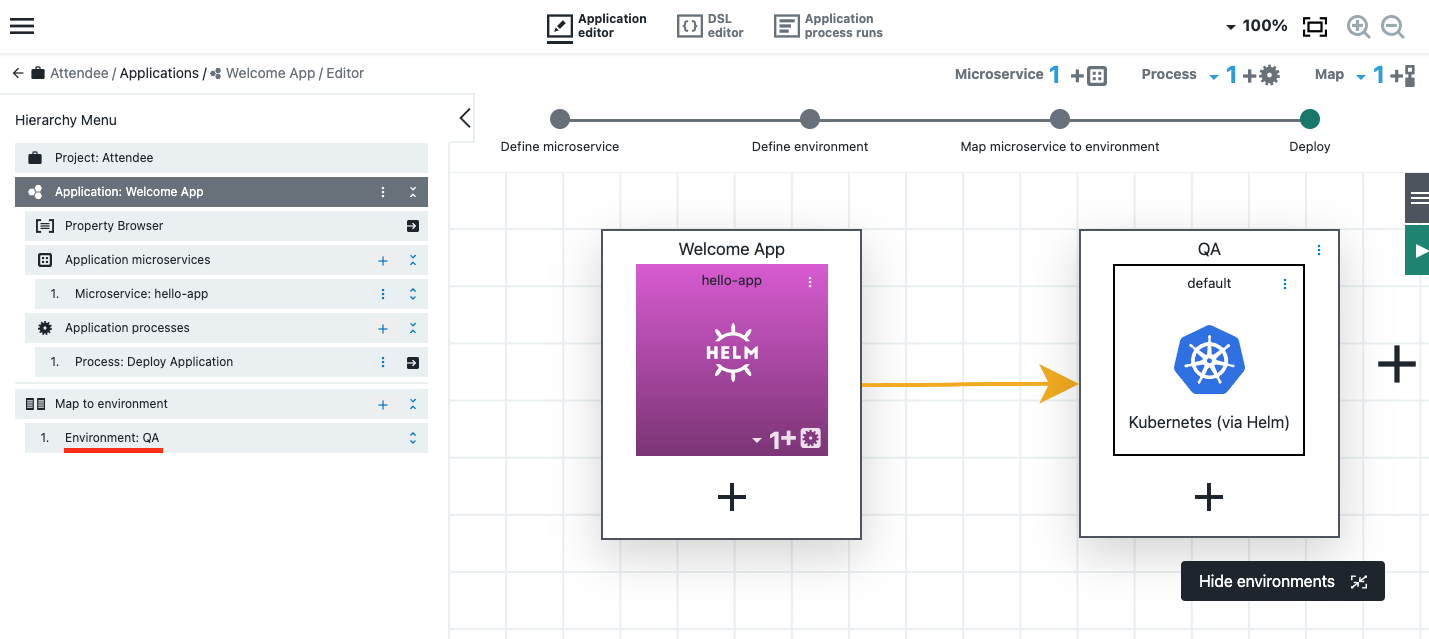 Application
editor
DSL
editor
Application
process runs
100%
Attendee / Applications / Welcome App / Editor
Microservice 1
Process 1
Map 1
Hierarchy Menu
Project: Attendee
Application: Welcome App
Property Browser
Application microservices
1. Microservice: hello-app
Application processes
1. Process: Deploy Application
Map to environment
1. Environment: QA
Define microservice
Define environment
Map microservice to environment
Deploy
Welcome App
hello-app
HELM
1
QA
default
Kubernetes (via Helm)
Hide environments